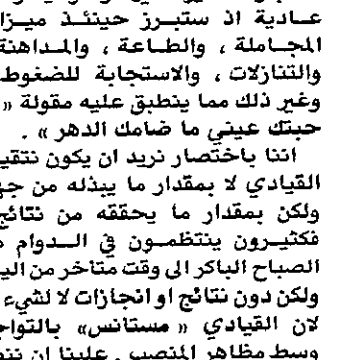 عادية اذ ستبرز حينئذ ميزا
المجاملة ، والطاعة ، والمداهنة
والتنازلات ، والاستجابة للضغوط
وغير ذلك مما ينطبق عليه مقولة «
حبتك عيني ما ضامك الدهر » .
اننا باختصار نريد ان يكون تقيي
القيادي لا بمقدار ما يبذله من جه
ولكن بمقدار ما يحققه من نتائج
فكثيرون ينتظمون في الدوام
الصباح الباكر الى وقت متأخر من الي
ولكن دون نتائج او انجازات لا لشيء
لان القيادي « مستانس» بالتواج
وسط مظاهر المنصب . علينا ان